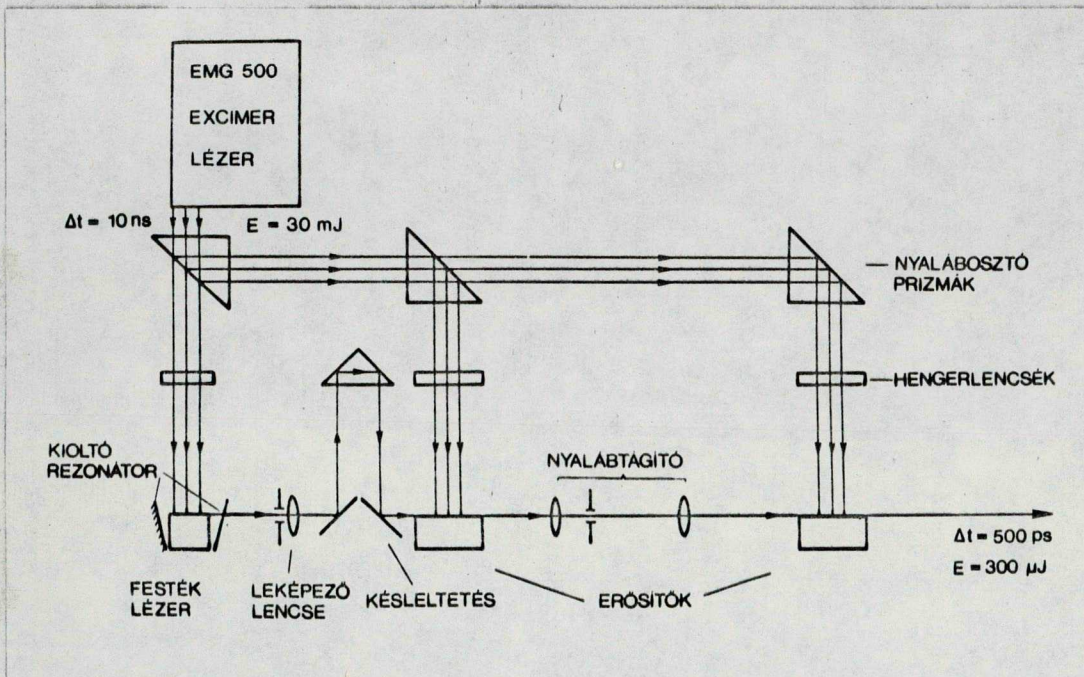 EMG 500
EXCIMER
LÉZER
Δt = 10 ns
E = 30 mJ
NYALÁBOSZTÓ
PRIZMÁK
HENGERLENCSÉK
KIOLTÓ
REZONÁTOR
NYALÁBTÁGÍTÓ
Δt = 500 ps
E = 300 μJ
FESTÉK
LÉZER
LEKÉPEZŐ
LENCSE
KÉSLELTETÉS
ERŐSÍTŐK